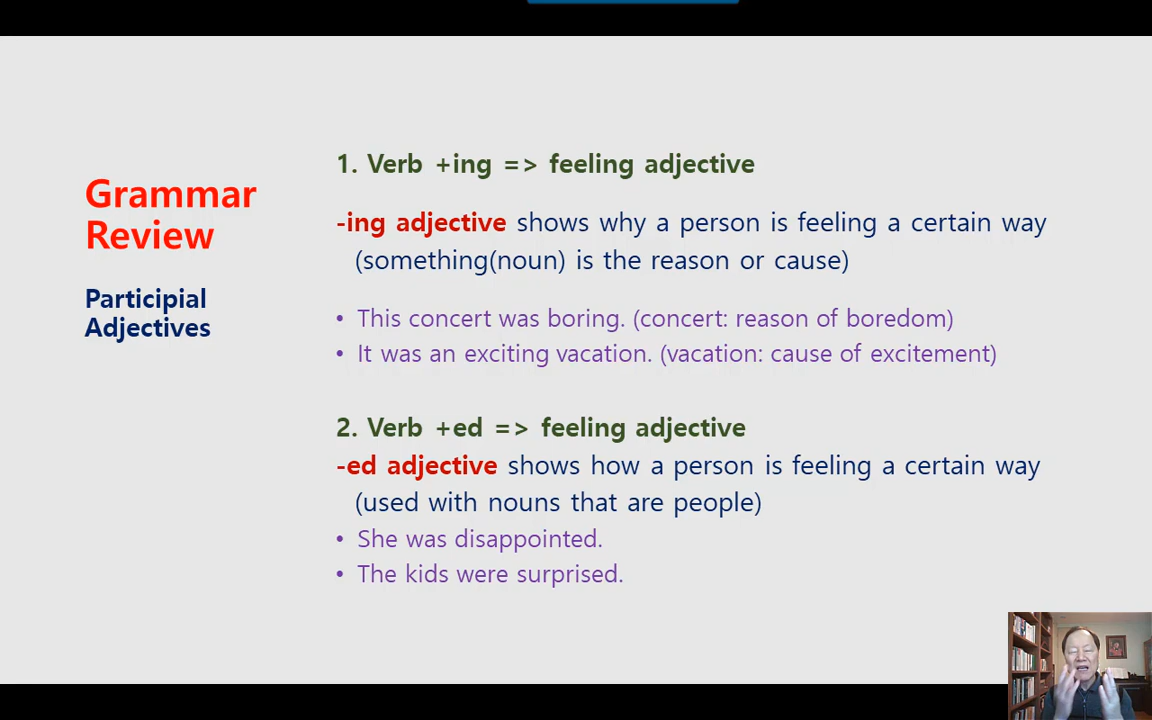 Grammar
Review
Participial
Adjectives
1. Verb +ing => feeling adjective
-ing adjective shows why a person is feeling a certain way
(something(noun) is the reason or cause)
• This concert was boring. (concert: reason of boredom)
• It was an exciting vacation. (vacation: cause of excitement)
2. Verb +ed => feeling adjective
-ed adjective shows how a person is feeling a certain way
(used with nouns that are people)
• She was disappointed.
• The kids were surprised.